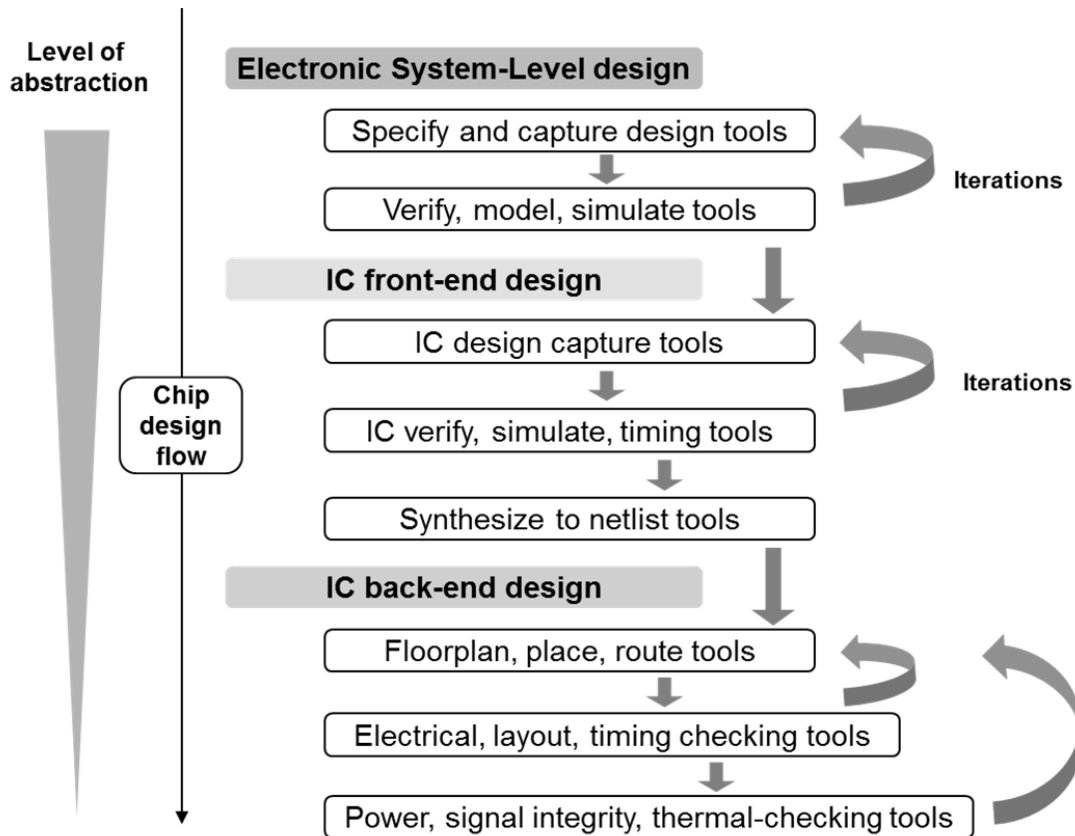 Level of
abstraction
Electronic System-Level design
Specify and capture design tools
Iterations
Verify, model, simulate tools
IC front-end design
IC design capture tools
Iterations
Chip
design
flow
IC verify, simulate, timing tools
Synthesize to netlist tools
IC back-end design
Floorplan, place, route tools
Electrical, layout, timing checking tools
Power, signal integrity, thermal-checking tools